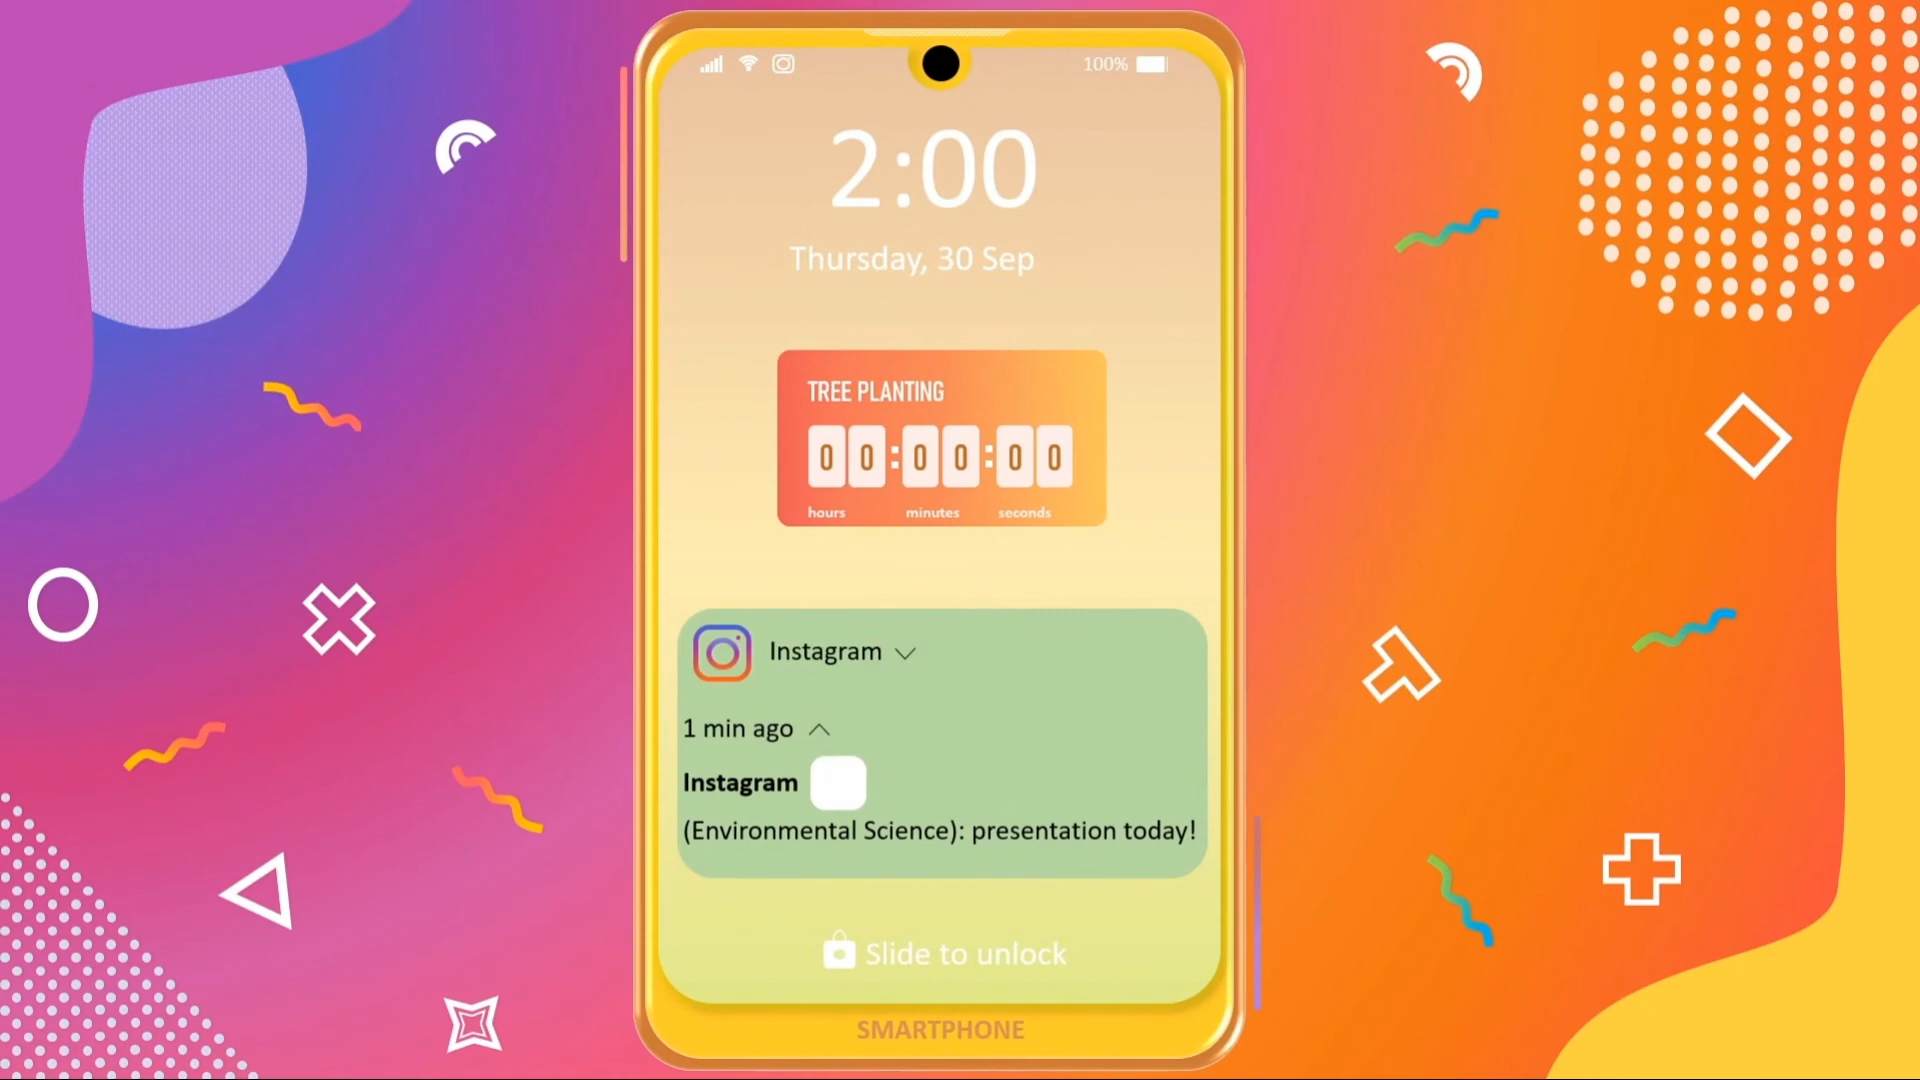 100%
2:00
Thursday, 30 Sep
TREE PLANTING
00:00:00
hours minutes seconds
Instagram
1 min ago
Instagram
(Environmental Science): presentation today!
Slide to unlock
SMARTPHONE